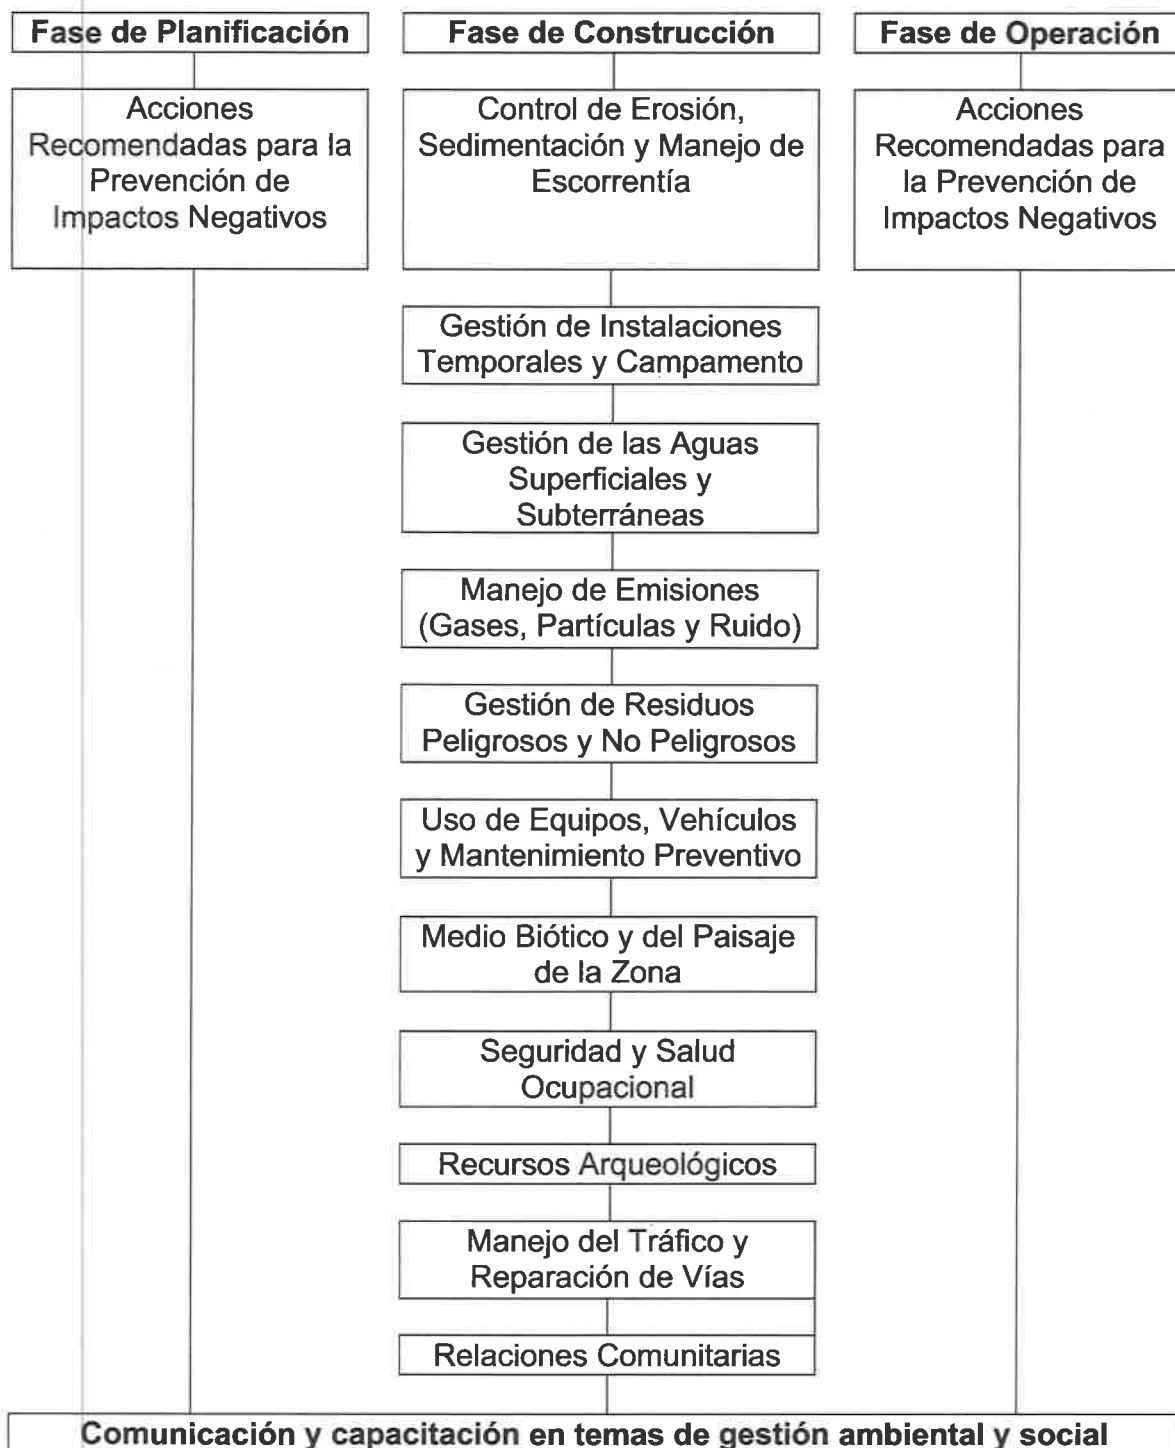 Fase de Planificación
Acciones
Recomendadas para la
Prevención de
Impactos Negativos
Fase de Construcción
Control de Erosión,
Sedimentación y Manejo de
Escorrentía
Gestión de Instalaciones
Temporales y Campamento
Gestión de las Aguas
Superficiales y
Subterráneas
Manejo de Emisiones
(Gases, Partículas y Ruido)
Gestión de Residuos
Peligrosos y No Peligrosos
Uso de Equipos, Vehículos
y Mantenimiento Preventivo
Medio Biótico y del Paisaje
de la Zona
Seguridad y Salud
Ocupacional
Recursos Arqueológicos
Manejo del Tráfico y
Reparación de Vías
Relaciones Comunitarias
Fase de Operación
Acciones
Recomendadas para
la Prevención de
Impactos Negativos
Comunicación y capacitación en temas de gestión ambiental y social